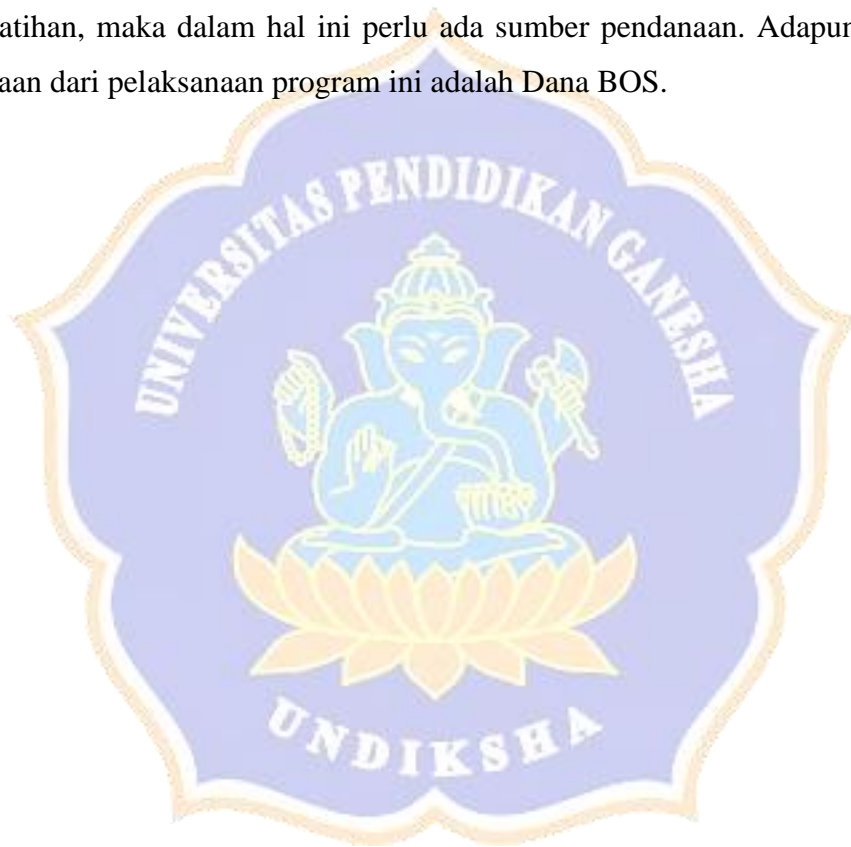 atihan, maka dalam hal ini perlu ada sumber pendanaan. Adapun
aan dari pelaksanaan program ini adalah Dana BOS.
UNIVERSITAS PENDIDIKAN GANESHA
UNDIKSHA